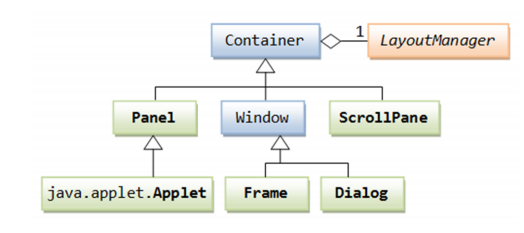 Container
1
LayoutManager
Panel
Window
ScrollPane
java.applet.Applet
Frame
Dialog